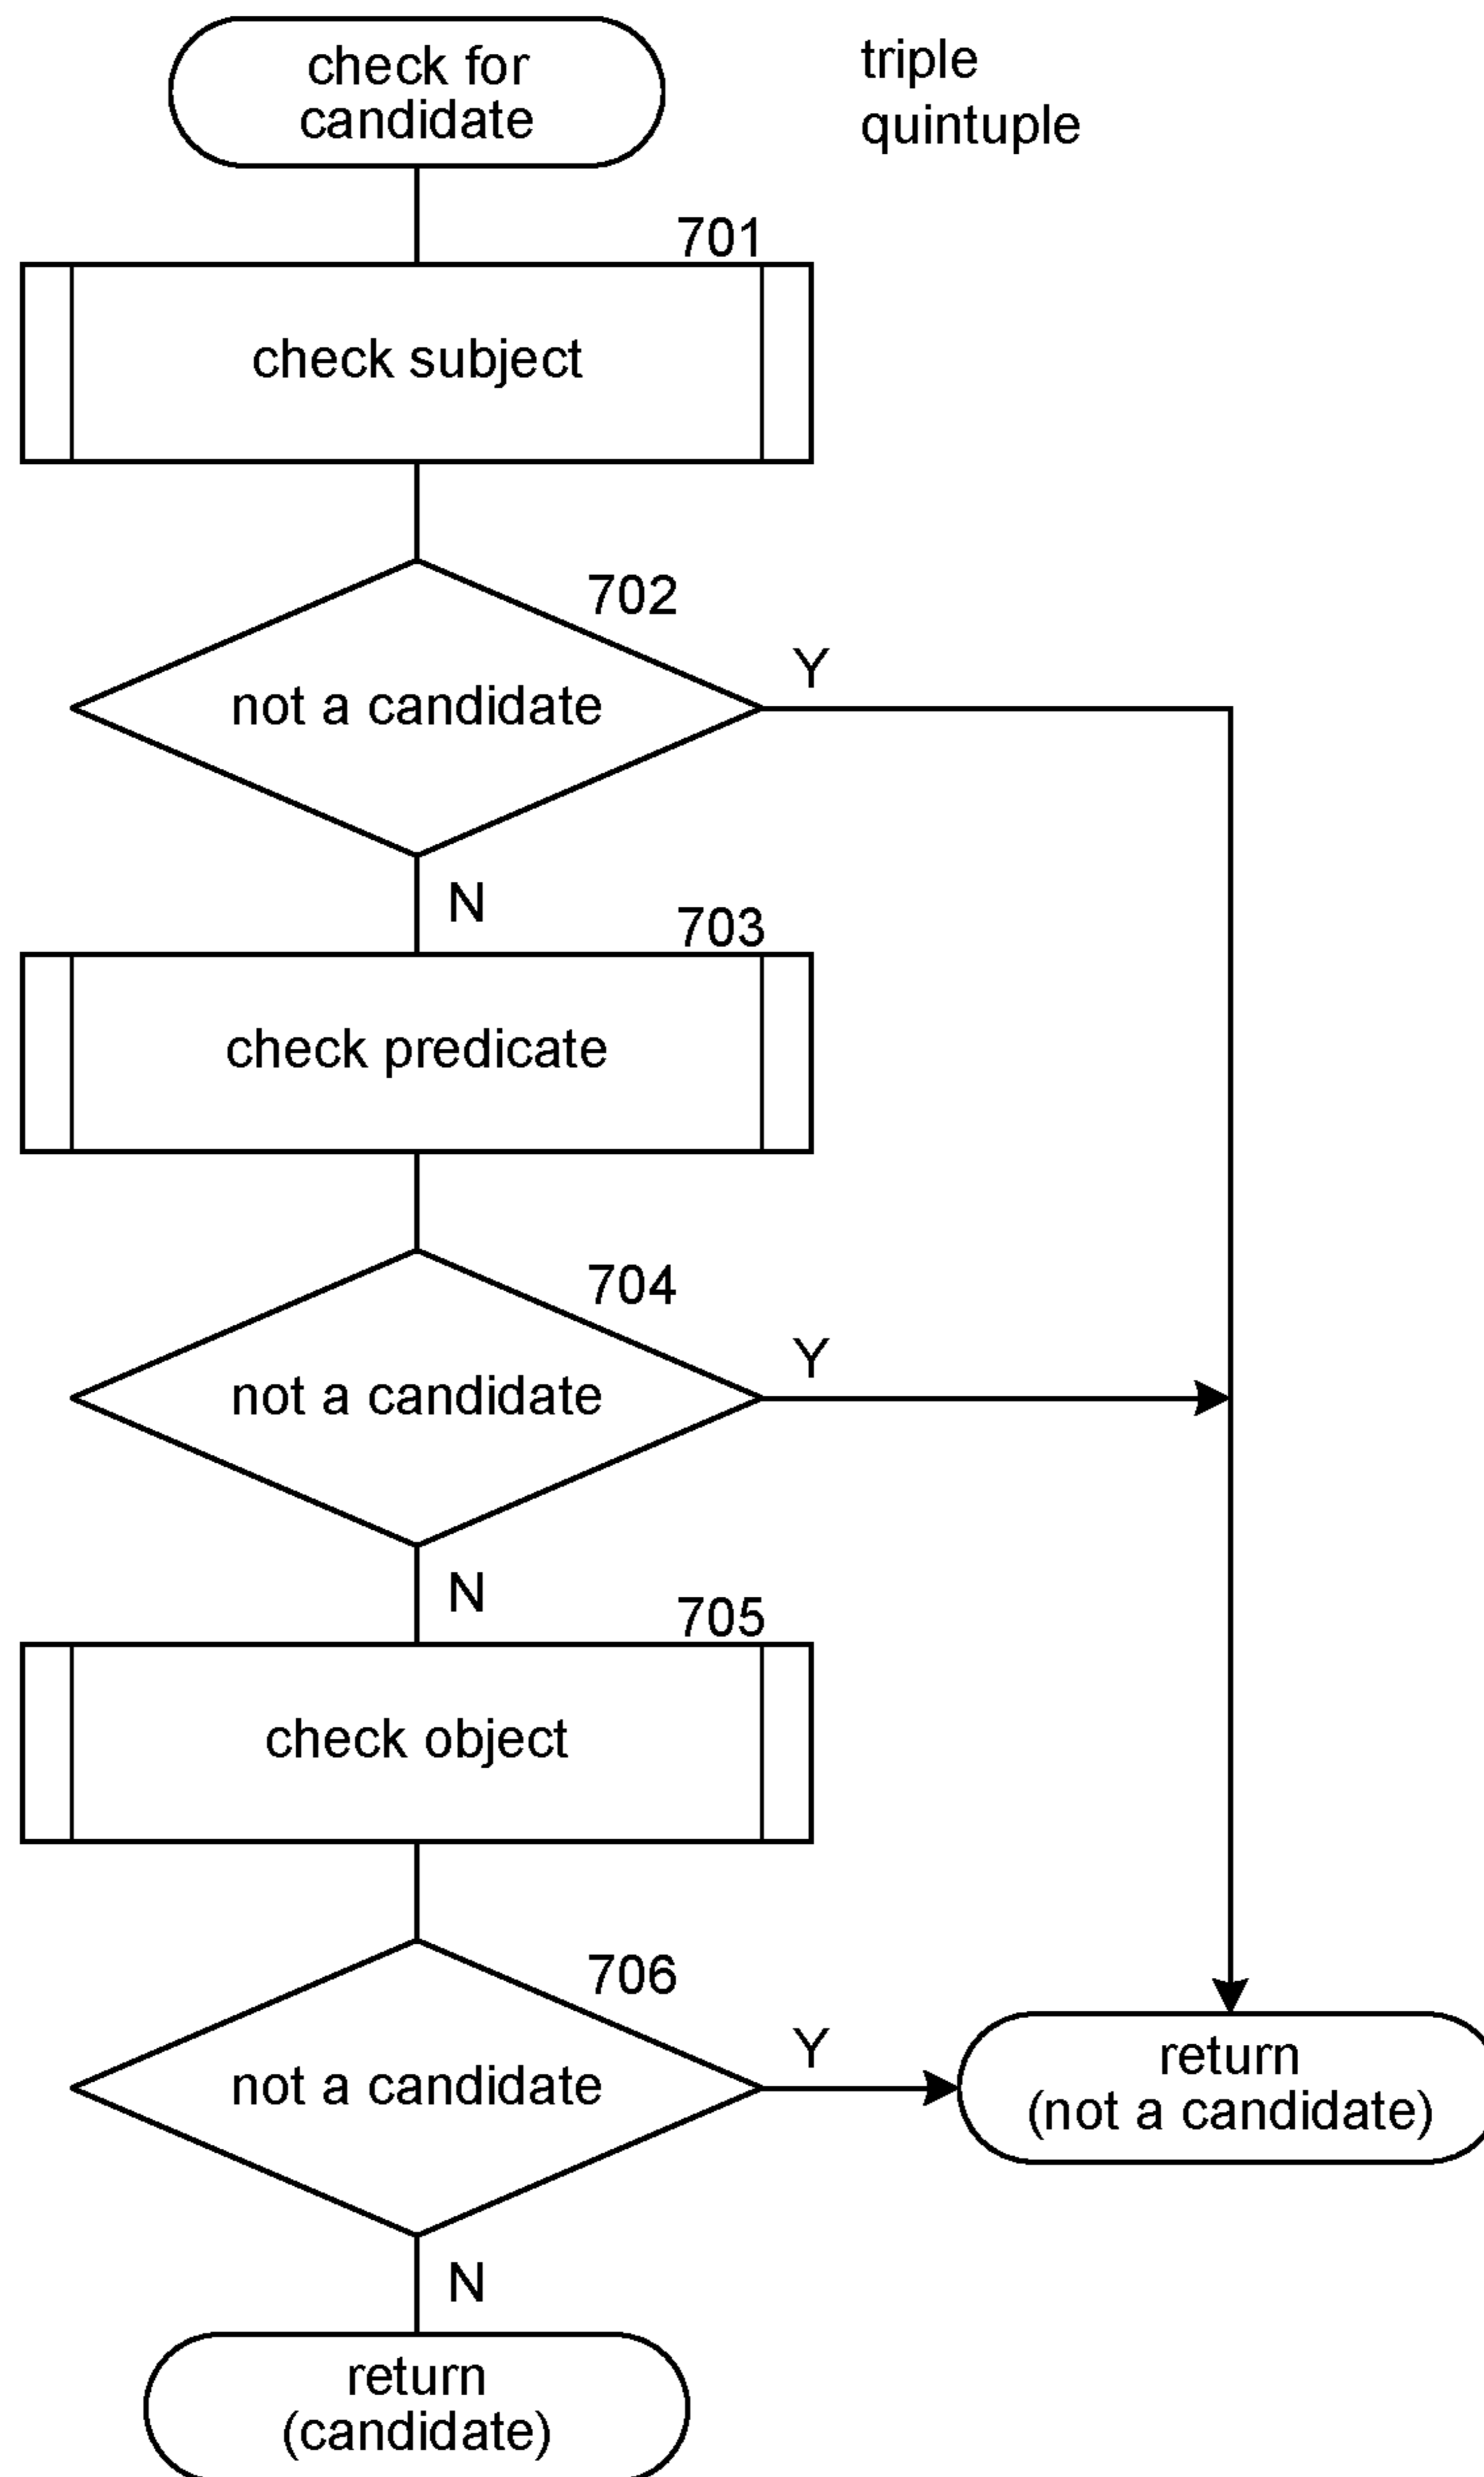 check for
candidate
triple
quintuple
701
check subject
702
not a candidate
Y
N
703
check predicate
704
not a candidate
Y
N
705
check object
706
not a candidate
Y
return
(not a candidate)
N
return
(candidate)